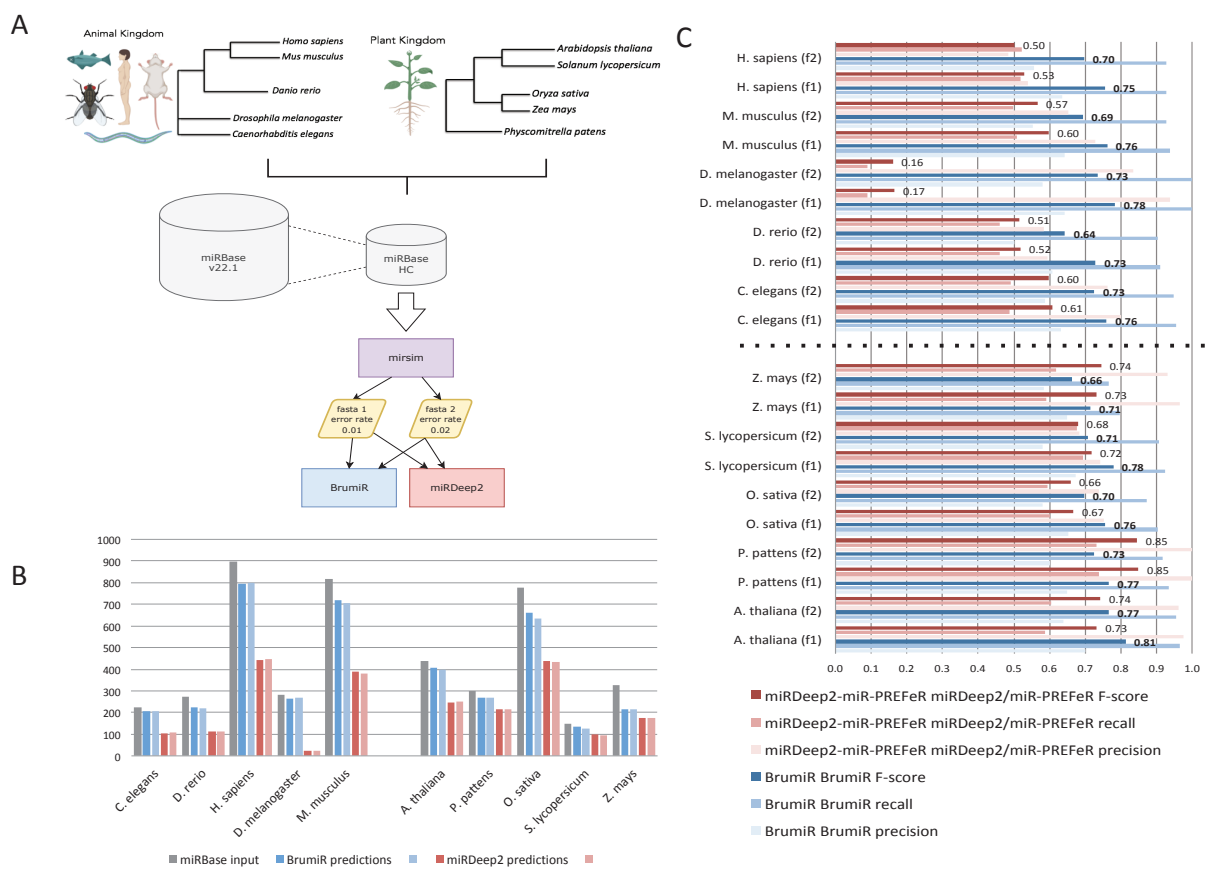 A
Animal Kingdom
Homo sapiens
Mus musculus
Danio rerio
Drosophila melanogaster
Caenorhabditis elegans
Plant Kingdom
Arabidopsis thaliana
Solanum lycopersicum
Oryza sativa
Zea mays
Physcomitrella patens
miRBase
v22.1
miRBase
HC
mirsim
fasta 1
error rate
0.01
fasta 2
error rate
0.02
BrumiR
miRDeep2
B
1000
900
800
700
600
500
400
300
200
100
0
C. elegans
D. rerio
H. sapiens
D. melanogaster
M. musculus
A. thaliana
P. pattens
O. sativa
S. lycopersicum
Z. mays
miRBase input
BrumiR predictions
miRDeep2 predictions
C
H. sapiens (f2)
0.50
0.70
H. sapiens (f1)
0.53
0.75
M. musculus (f2)
0.57
0.69
M. musculus (f1)
0.60
0.76
D. melanogaster (f2)
0.16
0.73
D. melanogaster (f1)
0.17
0.78
D. rerio (f2)
0.51
0.64
D. rerio (f1)
0.52
0.73
C. elegans (f2)
0.60
0.73
C. elegans (f1)
0.61
0.76
Z. mays (f2)
0.74
0.66
Z. mays (f1)
0.73
0.71
S. lycopersicum (f2)
0.68
0.71
S. lycopersicum (f1)
0.72
0.78
O. sativa (f2)
0.66
0.70
O. sativa (f1)
0.67
0.76
P. pattens (f2)
0.85
0.73
P. pattens (f1)
0.85
0.77
A. thaliana (f2)
0.74
0.77
A. thaliana (f1)
0.73
0.81
0.0 0.1 0.2 0.3 0.4 0.5 0.6 0.7 0.8 0.9 1.0
miRDeep2-miR-PREFeR miRDeep2/miR-PREFeR F-score
miRDeep2-miR-PREFeR miRDeep2/miR-PREFeR recall
miRDeep2-miR-PREFeR miRDeep2/miR-PREFeR precision
BrumiR BrumiR F-score
BrumiR BrumiR recall
BrumiR BrumiR precision